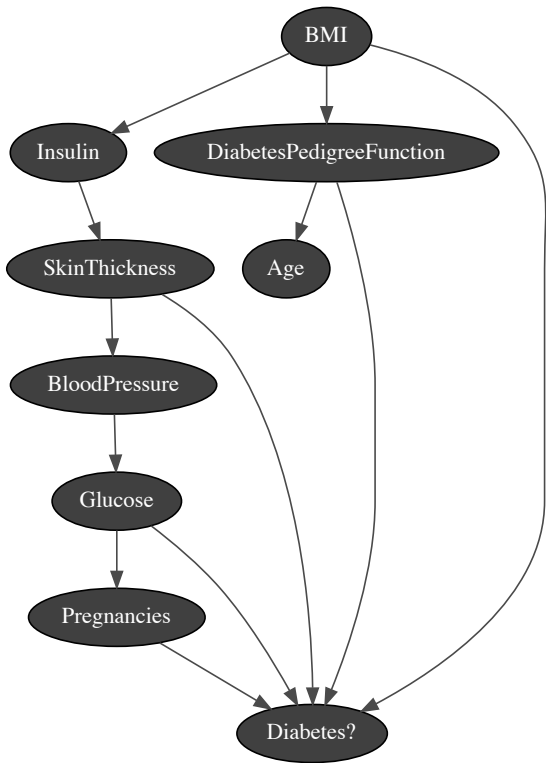 BMI
Insulin
DiabetesPedigreeFunction
SkinThickness
Age
BloodPressure
Glucose
Pregnancies
Diabetes?